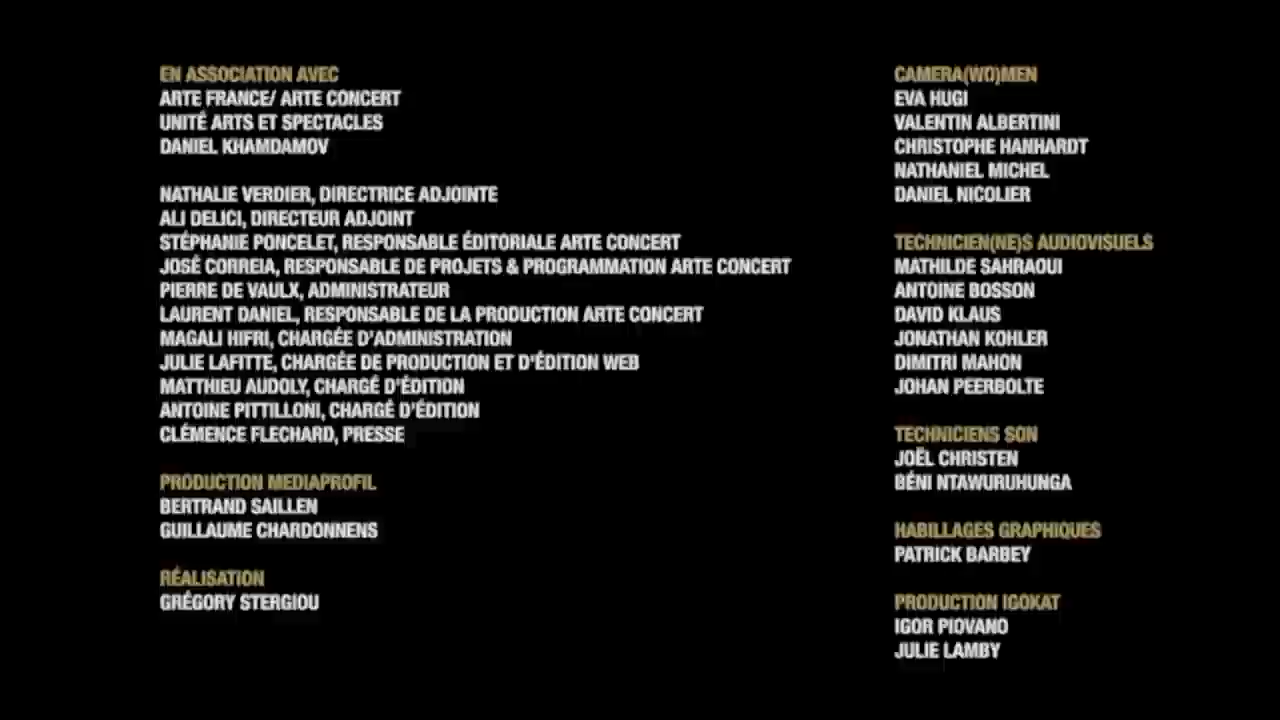 EN ASSOCIATION AVEC
ARTE FRANCE/ ARTE CONCERT
UNITÉ ARTS ET SPECTACLES
DANIEL KHAMDAMOV
NATHALIE VERDIER, DIRECTRICE ADJOINTE
ALI DELICI, DIRECTEUR ADJOINT
STÉPHANIE PONCELET, RESPONSABLE ÉDITORIALE ARTE CONCERT
JOSÉ CORREIA, RESPONSABLE DE PROJETS & PROGRAMMATION ARTE CONCERT
PIERRE DE VAULX, ADMINISTRATEUR
LAURENT DANIEL, RESPONSABLE DE LA PRODUCTION ARTE CONCERT
MAGALI HIFRI, CHARGÉE D'ADMINISTRATION
JULIE LAFITTE, CHARGÉE DE PRODUCTION ET D'ÉDITION WEB
MATTHIEU AUDOLY, CHARGÉ D'ÉDITION
ANTOINE PITTILLONI, CHARGÉ D'ÉDITION
CLÉMENCE FLECHARD, PRESSE
PRODUCTION MEDIAPROFIL
BERTRAND SAILLEN
GUILLAUME CHARDONNENS
RÉALISATION
GRÉGORY STERGIOU
CAMERA(WO)MEN
EVA HUGI
VALENTIN ALBERTINI
CHRISTOPHE HANHARDT
NATHANIEL MICHEL
DANIEL NICOLIER
TECHNICIEN(NE)S AUDIOVISUELS
MATHILDE SAHRAOUI
ANTOINE BOSSON
DAVID KLAUS
JONATHAN KOHLER
DIMITRI MAHON
JOHAN PEERBOLTE
TECHNICIENS SON
JOËL CHRISTEN
BÉNI NTAWURUHUNGA
HABILLAGES GRAPHIQUES
PATRICK BARBEY
PRODUCTION IGOKAT
IGOR PIOVANO
JULIE LAMBY